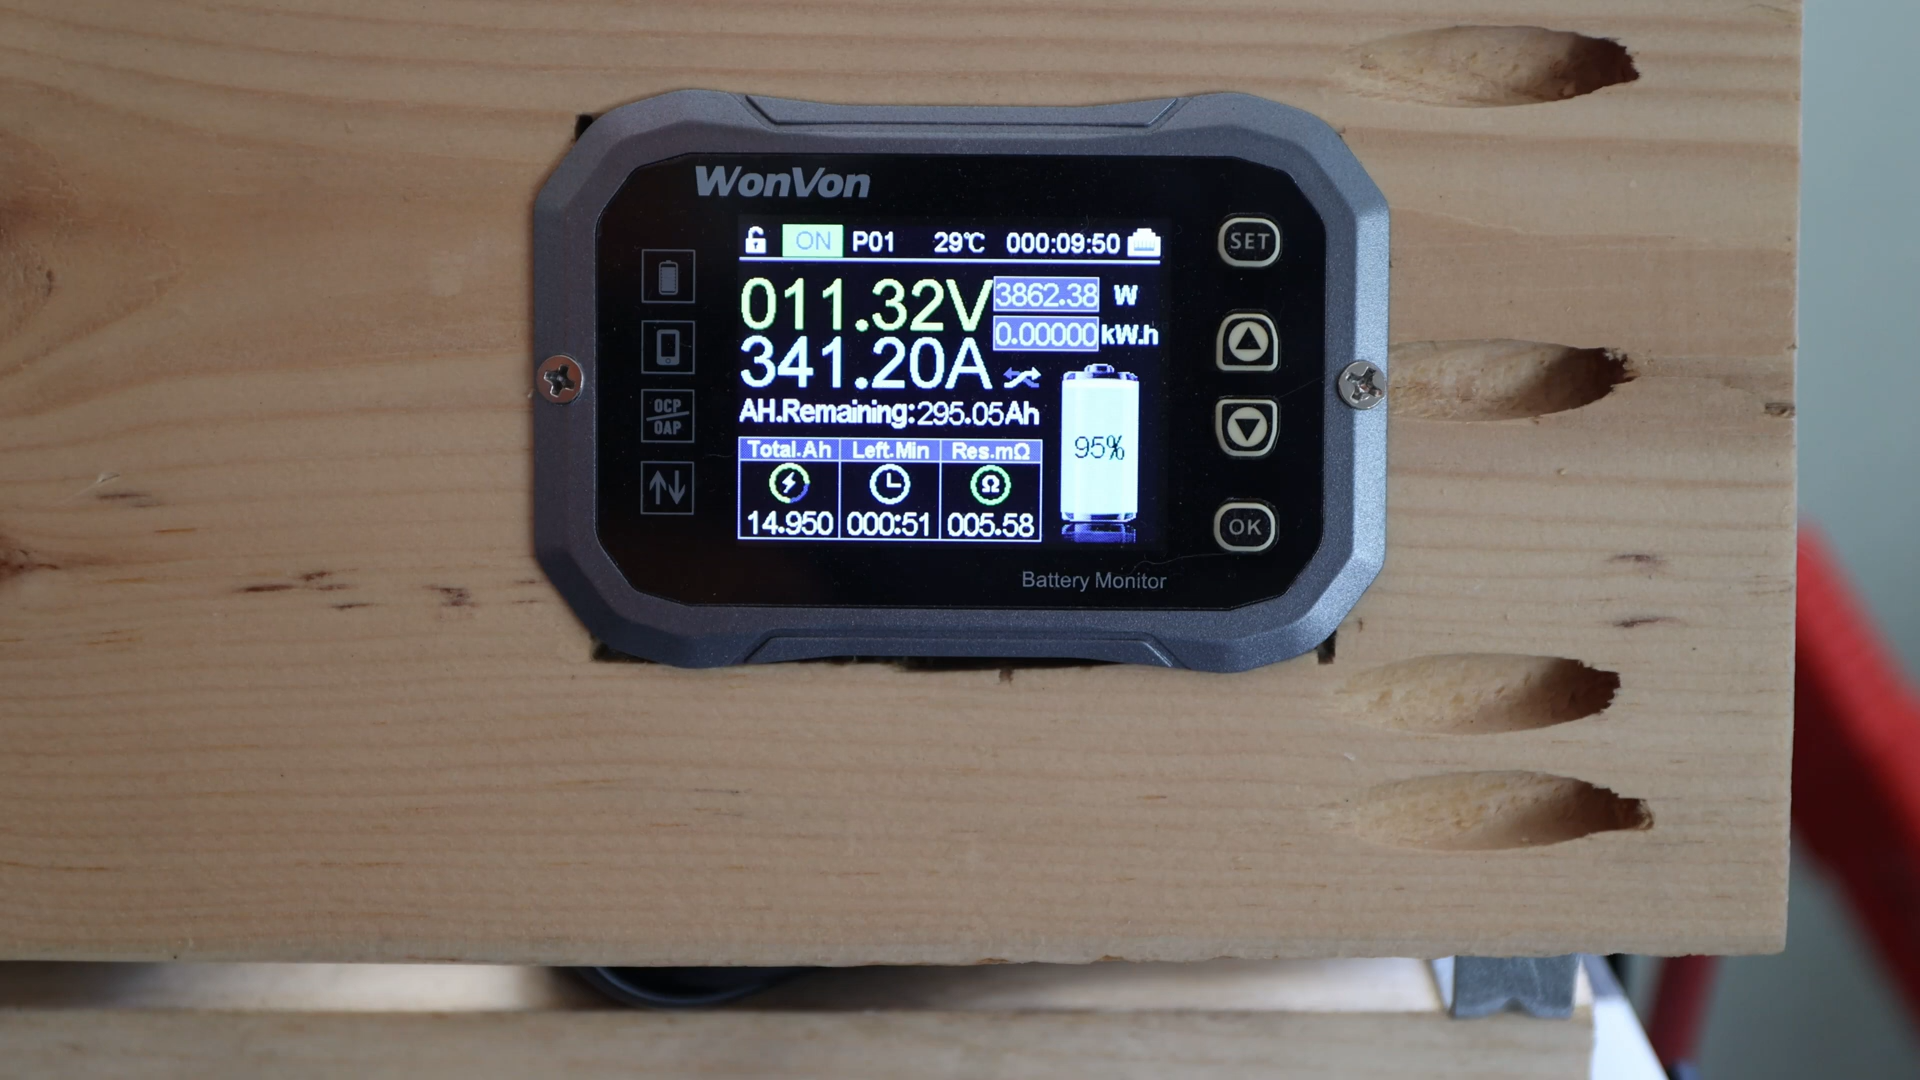 WonVon
ON P01 29℃ 000:09:50
011.32V 3862.38 W
0.00000 kW.h
341.20A
AH.Remaining:295.05Ah
95%
Total.Ah Left.Min Res.mΩ
Ω
14.950 000:51 005.58
Battery Monitor
OCP
OAP
SET
OK